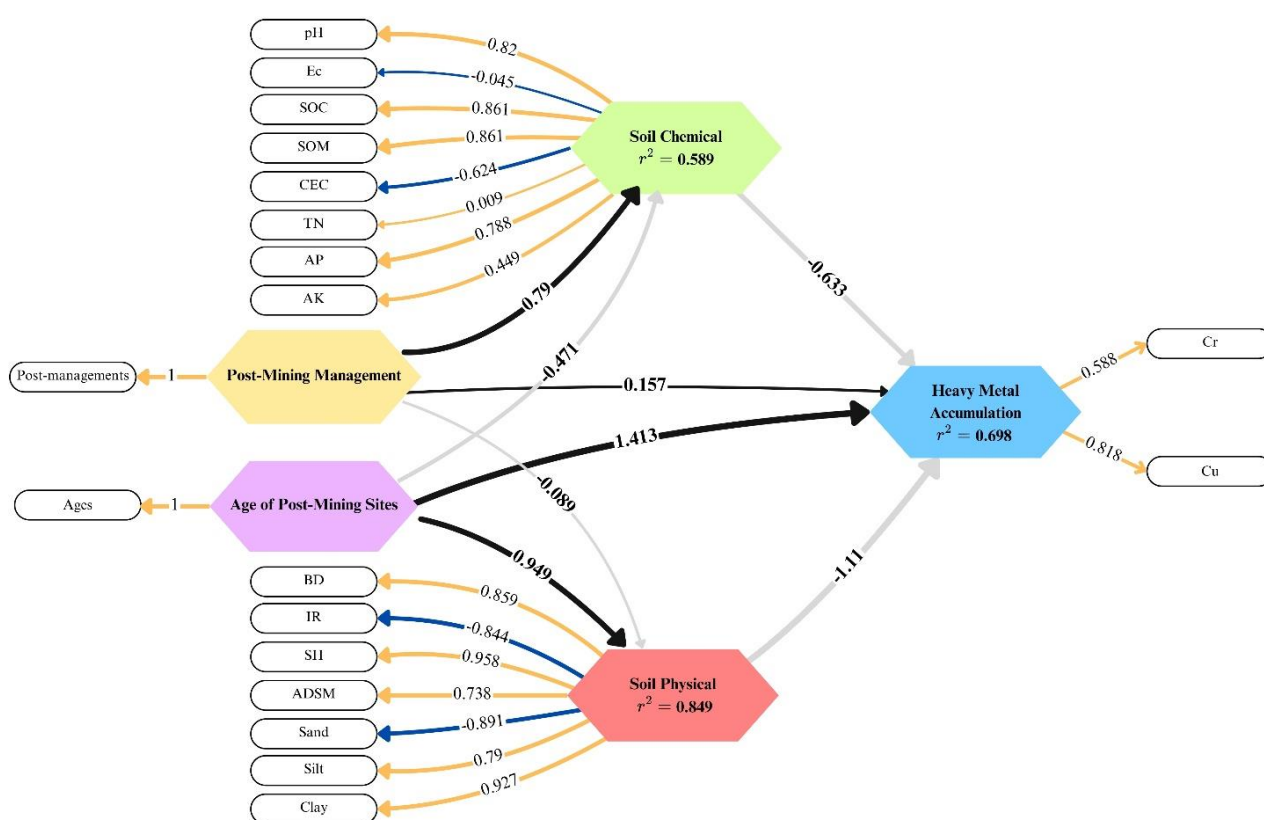 pH
0.82
Ec
-0.045
SOC
0.861
SOM
0.861
CEC
-0.624
TN
0.009
AP
0.788
AK
0.449
Soil Chemical
r² = 0.589
0.79
-0.471
-0.633
Post-managements
1
Post-Mining Management
0.157
-0.089
Heavy Metal
Accumulation
r² = 0.698
0.588
Cr
0.818
Cu
Ages
1
Age of Post-Mining Sites
1.413
0.949
-1.11
BD
0.859
IR
-0.844
SH
0.958
ADSM
0.738
Sand
-0.891
Silt
0.79
Clay
0.927
Soil Physical
r² = 0.849